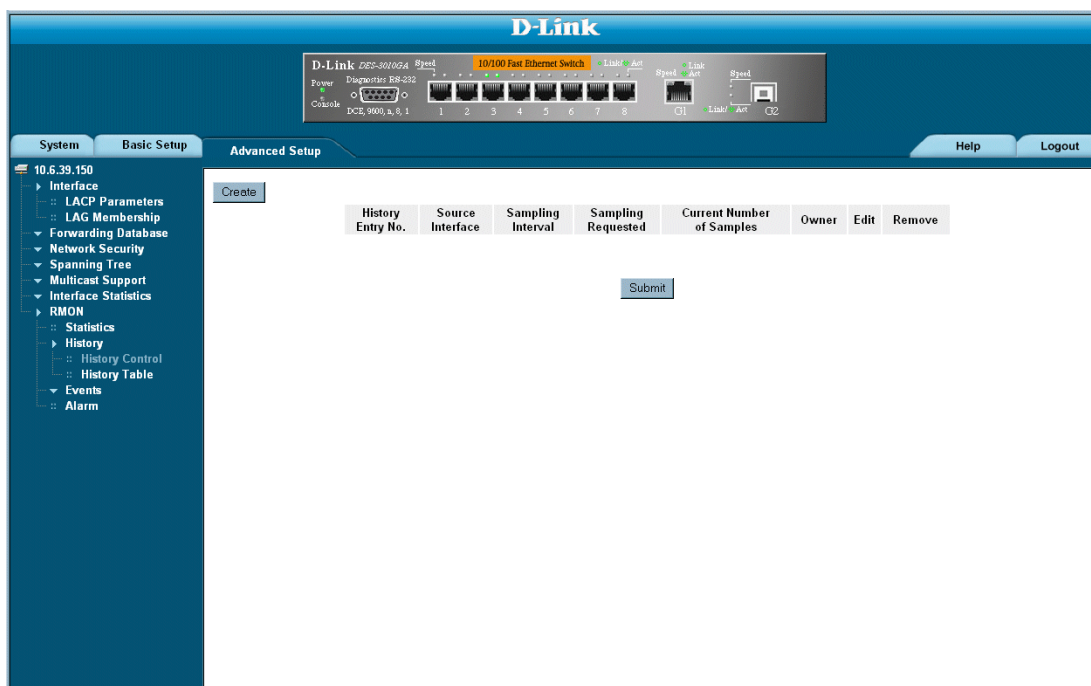 D-Link
D-Link DES-3010GA Speed 10/100 Fast Ethernet Switch Link/ Act
Power Diagnostics RS-232
Console
DCE, 9600, n, 8, 1
1 2 3 4 5 6 7 8
Link
Speed Act
G1
Speed
Link/ Act G2
System Basic Setup Advanced Setup Help Logout
10.6.39.150
Interface
LACP Parameters
LAG Membership
Forwarding Database
Network Security
Spanning Tree
Multicast Support
Interface Statistics
RMON
Statistics
History
History Control
History Table
Events
Alarm
Create
History Entry No. Source Interface Sampling Interval Sampling Requested Current Number of Samples Owner Edit Remove
Submit